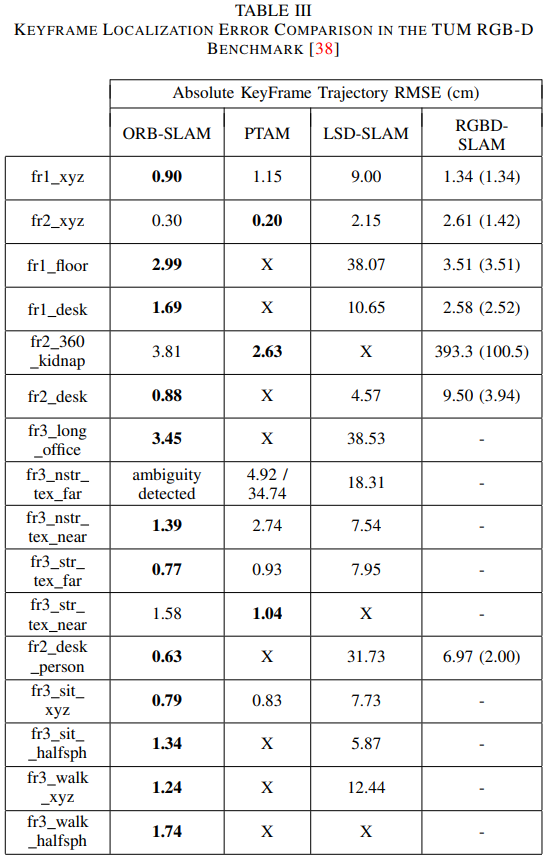 TABLE III
KEYFRAME LOCALIZATION ERROR COMPARISON IN THE TUM RGB-D
BENCHMARK [38]
Absolute KeyFrame Trajectory RMSE (cm)
ORB-SLAM PTAM LSD-SLAM RGBD-
SLAM
fr1_xyz 0.90 1.15 9.00 1.34 (1.34)
fr2_xyz 0.30 0.20 2.15 2.61 (1.42)
fr1_floor 2.99 X 38.07 3.51 (3.51)
fr1_desk 1.69 X 10.65 2.58 (2.52)
fr2_360
_kidnap 3.81 2.63 X 393.3 (100.5)
fr2_desk 0.88 X 4.57 9.50 (3.94)
fr3_long
_office 3.45 X 38.53 -
fr3_nstr_
tex_far ambiguity
detected 4.92 /
34.74 18.31 -
fr3_nstr_
tex_near 1.39 2.74 7.54 -
fr3_str_
tex_far 0.77 0.93 7.95 -
fr3_str_
tex_near 1.58 1.04 X -
fr2_desk
_person 0.63 X 31.73 6.97 (2.00)
fr3_sit_
xyz 0.79 0.83 7.73 -
fr3_sit_
halfsph 1.34 X 5.87 -
fr3_walk
_xyz 1.24 X 12.44 -
fr3_walk
_halfsph 1.74 X X -